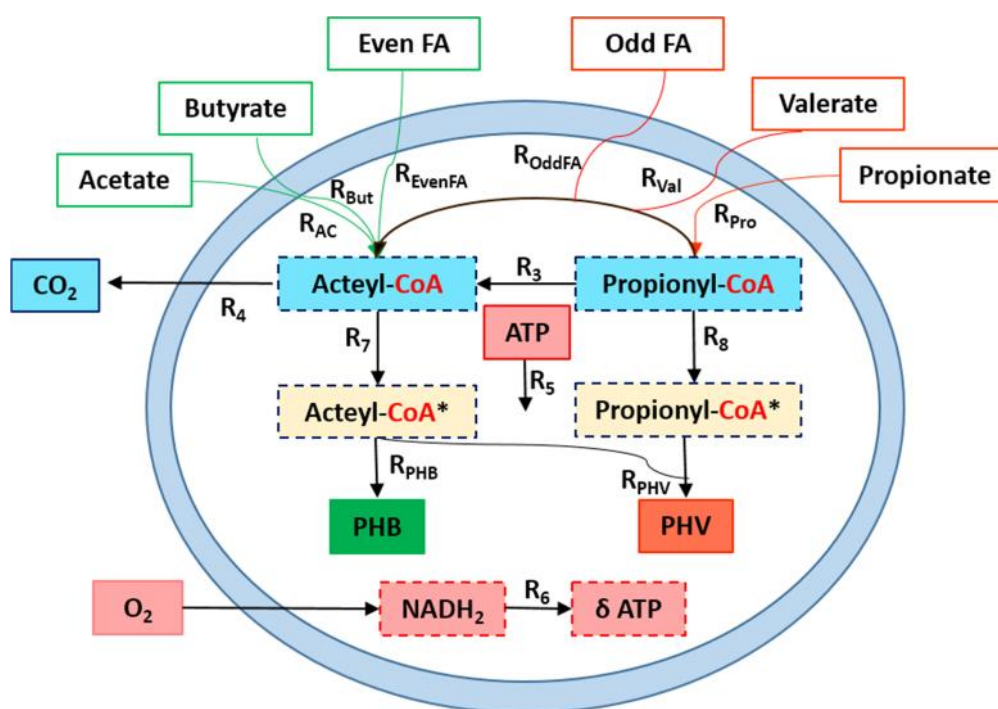 Even FA
Odd FA
Butyrate
Valerate
Acetate
Propionate
R_OddFA
R_EvenFA
R_Val
R_But
R_Pro
R_AC
CO₂
R₄
Acteyl-CoA
R₃
Propionyl-CoA
R₇
ATP
R₈
R₅
Acteyl-CoA*
Propionyl-CoA*
R_PHB
R_PHV
PHB
PHV
O₂
NADH₂
R₆
δ ATP